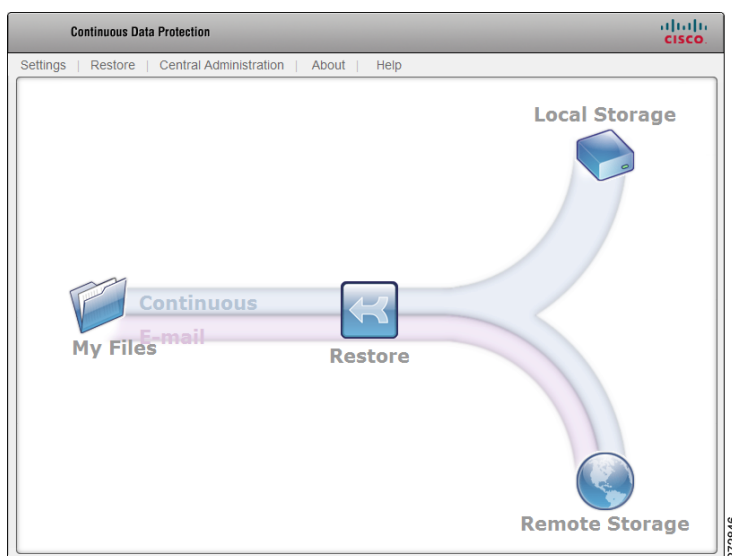 Continuous Data Protection
CISCO
Settings | Restore | Central Administration | About | Help
Local Storage
Continuous
E-mail
My Files
Restore
Remote Storage